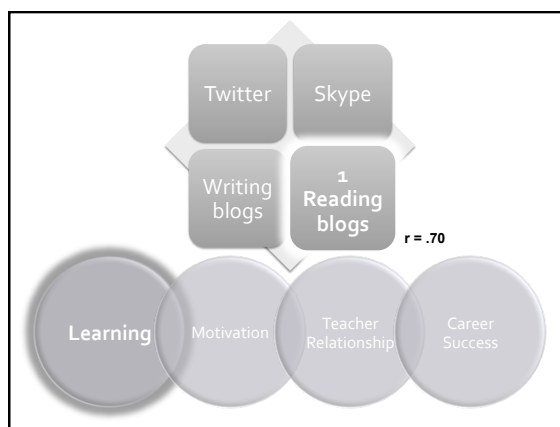 Twitter
Skype
Writing
blogs
1
Reading
blogs
r = .70
Learning
Motivation
Teacher
Relationship
Career
Success